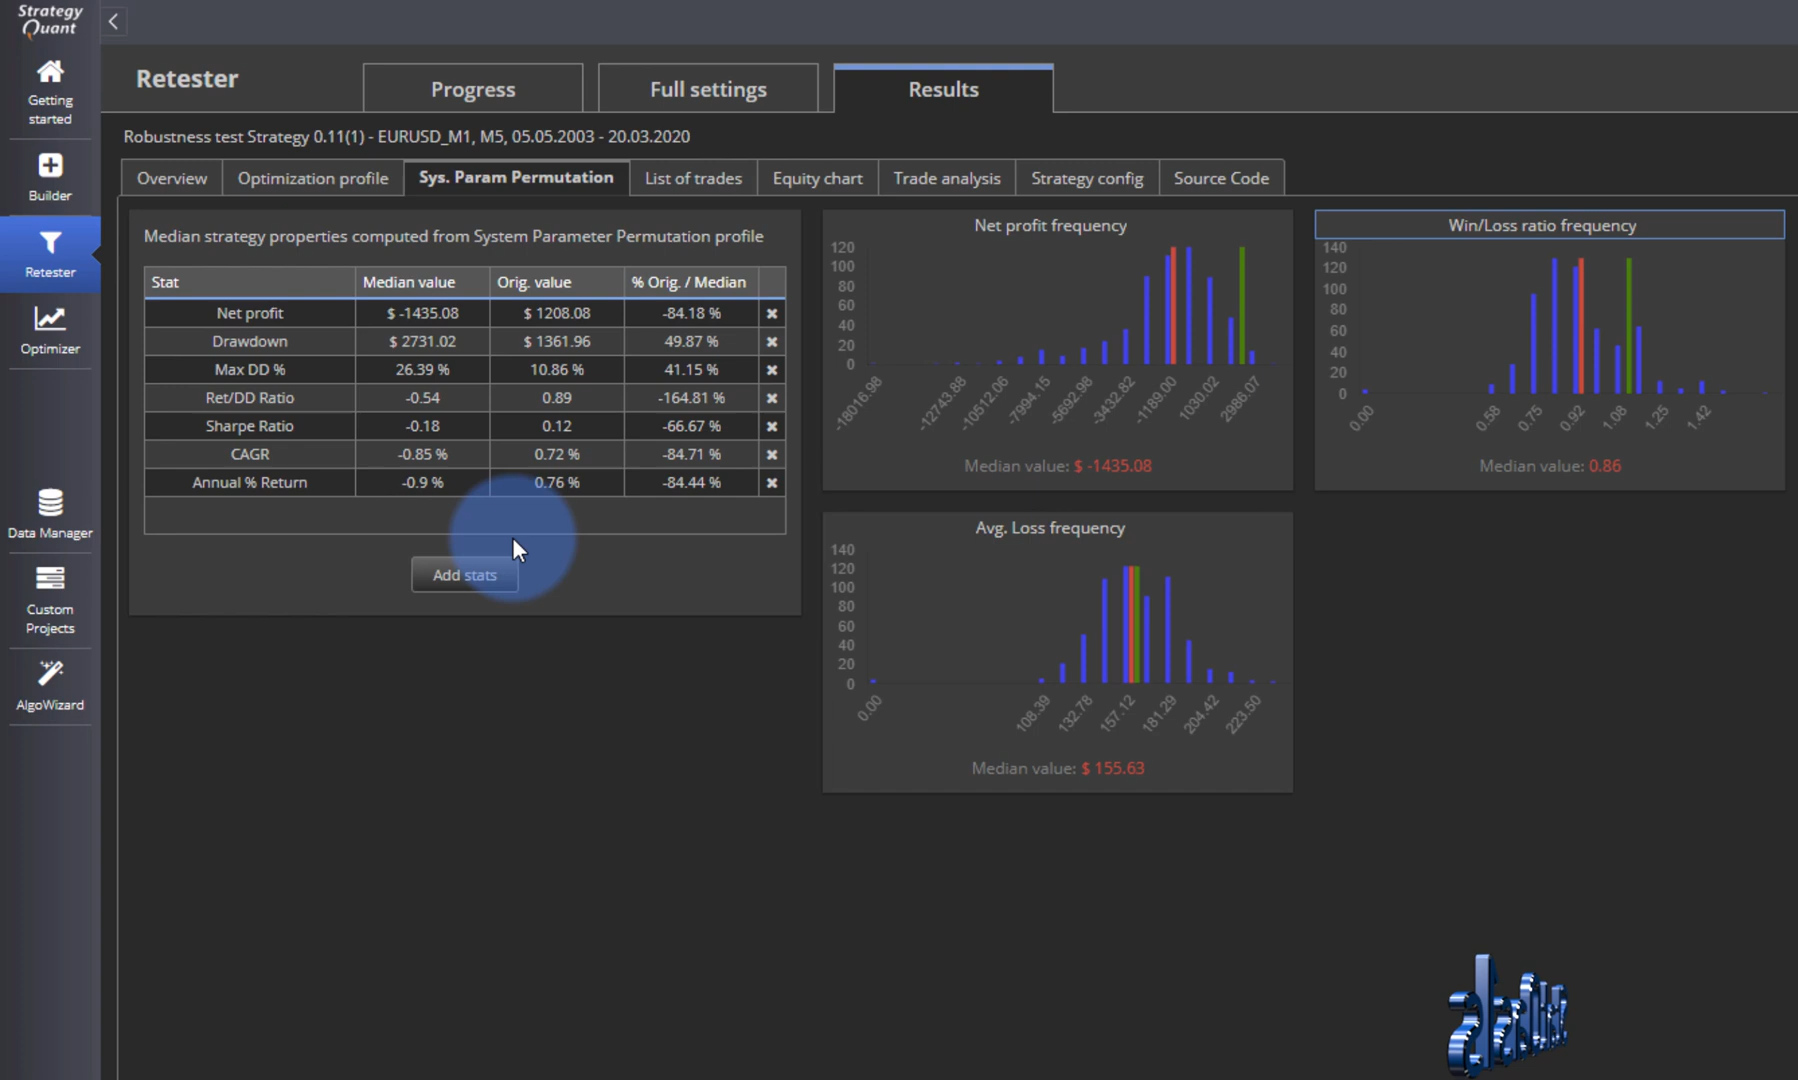 Strategy
Quant
Getting
started
Builder
Retester
Optimizer
Data Manager
Custom
Projects
AlgoWizard
Retester
Progress
Full settings
Results
Robustness test Strategy 0.11(1) - EURUSD_M1, M5, 05.05.2003 - 20.03.2020
Overview
Optimization profile
Sys. Param Permutation
List of trades
Equity chart
Trade analysis
Strategy config
Source Code
Median strategy properties computed from System Parameter Permutation profile
Stat Median value Orig. value % Orig. / Median
Net profit $ -1435.08 $ 1208.08 -84.18 %
Drawdown $ 2731.02 $ 1361.96 49.87 %
Max DD % 26.39 % 10.86 % 41.15 %
Ret/DD Ratio -0.54 0.89 -164.81 %
Sharpe Ratio -0.18 0.12 -66.67 %
CAGR -0.85 % 0.72 % -84.71 %
Annual % Return -0.9 % 0.76 % -84.44 %
Add stats
Net profit frequency
120
100
80
60
40
20
0
-18016.98
-12743.88
-10512.06
-7994.15
-5692.98
-3432.82
-1189.00
1030.02
2986.07
Median value: $ -1435.08
Win/Loss ratio frequency
140
120
100
80
60
40
20
0
0.00
0.58
0.75
0.92
1.08
1.25
1.42
Median value: 0.86
Avg. Loss frequency
140
120
100
80
60
40
20
0
0.00
108.39
132.78
157.12
181.29
204.42
223.50
Median value: $ 155.63